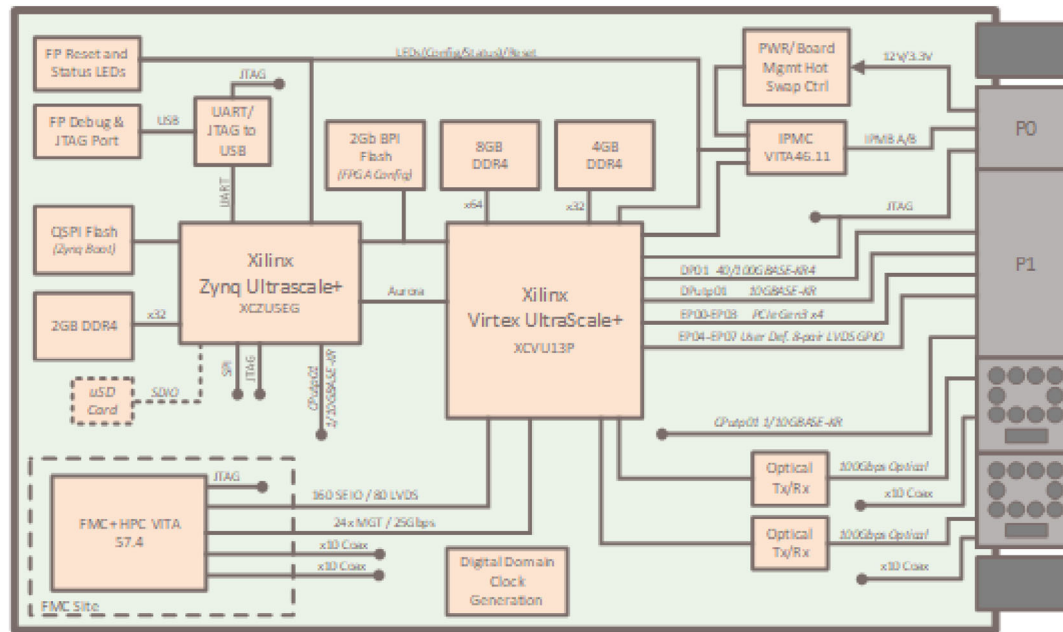 FP Reset and
Status LEDs
LEDs/Config/Status0/Reset
PWR/Board
Mgmt Hot
Swap Ctrl
12V/3.3V
JTAG
FP Debug &
JTAG Port
USB
UART/
JTAG to
USB
2Gb BPI
Flash
(FPGA Config)
8GB
DDR4
4GB
DDR4
IPMC
VITA46.11
IPMB A/B
P0
UART
x64
x32
JTAG
QSPI Flash
(Zynq Boot)
Xilinx
Zynq Ultrascale+
XCZU5EG
Aurora
Xilinx
Virtex UltraScale+
XCVU13P
DP01 40/100GBASE-KR4
DPutp01 10GBASE-KR
EP00-EP03 PCIe Gen3 x4
EP04-EP07 User Def. 8-pair LVDS GPIO
P1
2GB DDR4
x32
uSD
Card
SDIO
SPI
JTAG
CPutp01
1/10GBASE-KR
CPutp01 1/10GBASE-KR
JTAG
FMC+HPC VITA
57.4
160 SEIO / 80 LVDS
24x MGT / 25Gbps
x10 Coax
x10 Coax
FMC Site
Digital Domain
Clock
Generation
Optical
Tx/Rx
100Gbps Optical
x10 Coax
Optical
Tx/Rx
100Gbps Optical
x10 Coax